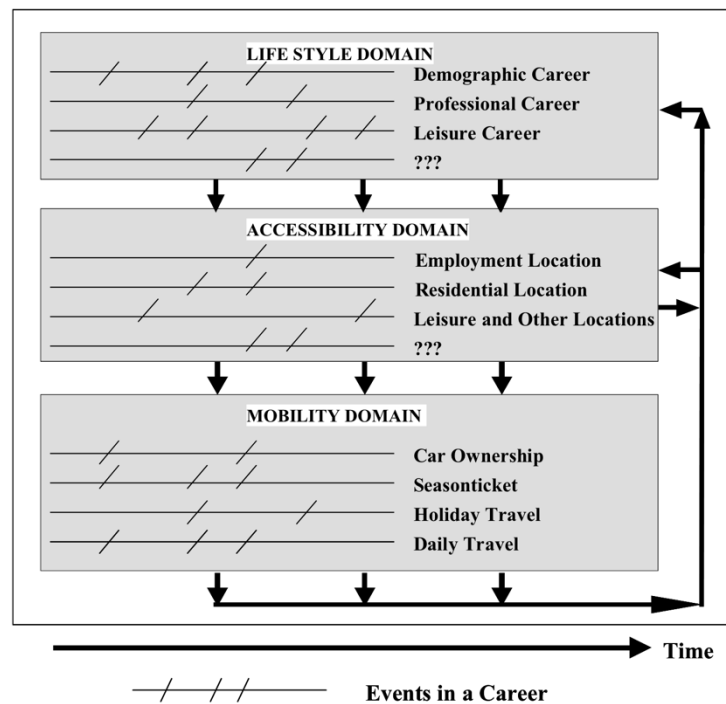 LIFE STYLE DOMAIN
Demographic Career
Professional Career
Leisure Career
???
ACCESSIBILITY DOMAIN
Employment Location
Residential Location
Leisure and Other Locations
???
MOBILITY DOMAIN
Car Ownership
Seasonticket
Holiday Travel
Daily Travel
Time
Events in a Career